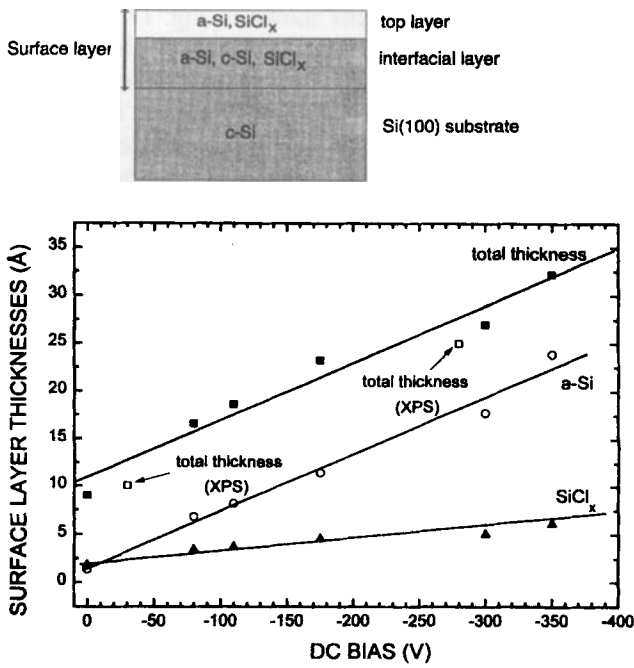 a-Si, SiClx
top layer
Surface layer
a-Si, c-Si, SiClx
interfacial layer
c-Si
Si(100) substrate
SURFACE LAYER THICKNESSES (Å)
35
30
25
20
15
10
5
0
total thickness
total thickness
(XPS)
a-Si
total thickness
(XPS)
SiClx
0 -50 -100 -150 -200 -250 -300 -350 -400
DC BIAS (V)